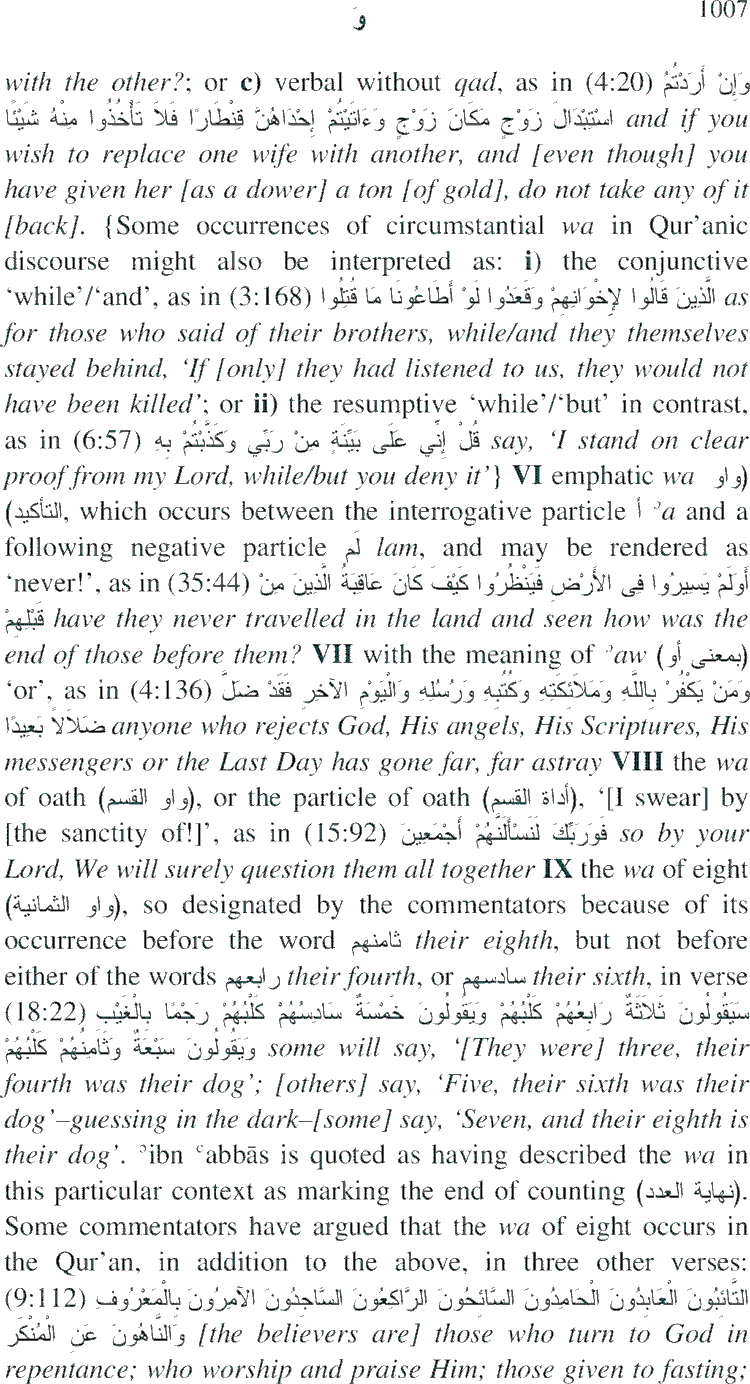 وَ 1007
with the other?; or c) verbal without qad, as in (4:20) وَإِنْ أَرَدْتُمُ
اسْتِبْدَالَ زَوْجٍ مَكَانَ زَوْجٍ وَءَاتَيْتُمْ إِحْدَاهُنَّ قِنْطَارًا فَلاَ تَأْخُذُوا مِنْهُ شَيْئًا and if you
wish to replace one wife with another, and [even though] you
have given her [as a dower] a ton [of gold], do not take any of it
[back]. {Some occurrences of circumstantial wa in Qur’anic
discourse might also be interpreted as: i) the conjunctive
‘while’/‘and’, as in (3:168) الَّذِينَ قَالُوا لإِخْوَانِهِمْ وَقَعَدُوا لَوْ أَطَاعُونَا مَا قُتِلُوا as
for those who said of their brothers, while/and they themselves
stayed behind, ‘If [only] they had listened to us, they would not
have been killed’; or ii) the resumptive ‘while’/‘but’ in contrast,
as in (6:57) قُلْ إِنِّي عَلَى بَيِّنَةٍ مِنْ رَبِّي وَكَذَّبْتُمْ بِهِ say, ‘I stand on clear
proof from my Lord, while/but you deny it’} VI emphatic wa (واو
التأكيد), which occurs between the interrogative particle أ ʾa and a
following negative particle لَم lam, and may be rendered as
‘never!’, as in (35:44) أَوَلَمْ يَسِيرُوا فِى الأَرْضِ فَيَنْظُرُوا كَيْفَ كَانَ عَاقِبَةُ الَّذِينَ مِنْ
قَبْلِهِمْ have they never travelled in the land and seen how was the
end of those before them? VII with the meaning of ʾaw (بمعنى أو)
‘or’, as in (4:136) وَمَنْ يَكْفُرْ بِاللَّهِ وَمَلاَئِكَتِهِ وَكُتُبِهِ وَرُسُلِهِ وَالْيَوْمِ الآخِرِ فَقَدْ ضَلَّ
ضَلاَلاً بَعِيدًا anyone who rejects God, His angels, His Scriptures, His
messengers or the Last Day has gone far, far astray VIII the wa
of oath (واو القسم), or the particle of oath (أداة القسم), ‘[I swear] by
[the sanctity of!]’, as in (15:92) فَوَرَبِّكَ لَنَسْأَلَنَّهُمْ أَجْمَعِينَ so by your
Lord, We will surely question them all together IX the wa of eight
(واو الثمانية), so designated by the commentators because of its
occurrence before the word ثامنهم their eighth, but not before
either of the words رابعهم their fourth, or سادسهم their sixth, in verse
(18:22) سَيَقُولُونَ ثَلاَثَةٌ رَابِعُهُمْ كَلْبُهُمْ وَيَقُولُونَ خَمْسَةٌ سَادِسُهُمْ كَلْبُهُمْ رَجْمًا بِالْغَيْبِ
وَيَقُولُونَ سَبْعَةٌ وَثَامِنُهُمْ كَلْبُهُمْ some will say, ‘[They were] three, their
fourth was their dog’; [others] say, ‘Five, their sixth was their
dog’–guessing in the dark–[some] say, ‘Seven, and their eighth is
their dog’. ʾibn ʿabbās is quoted as having described the wa in
this particular context as marking the end of counting (نهاية العدد).
Some commentators have argued that the wa of eight occurs in
the Qur’an, in addition to the above, in three other verses:
(9:112) التَّائِبُونَ الْعَابِدُونَ الْحَامِدُونَ السَّائِحُونَ الرَّاكِعُونَ السَّاجِدُونَ الآمِرُونَ بِالْمَعْرُوفِ
وَالنَّاهُونَ عَنِ الْمُنْكَرِ [the believers are] those who turn to God in
repentance; who worship and praise Him; those given to fasting;